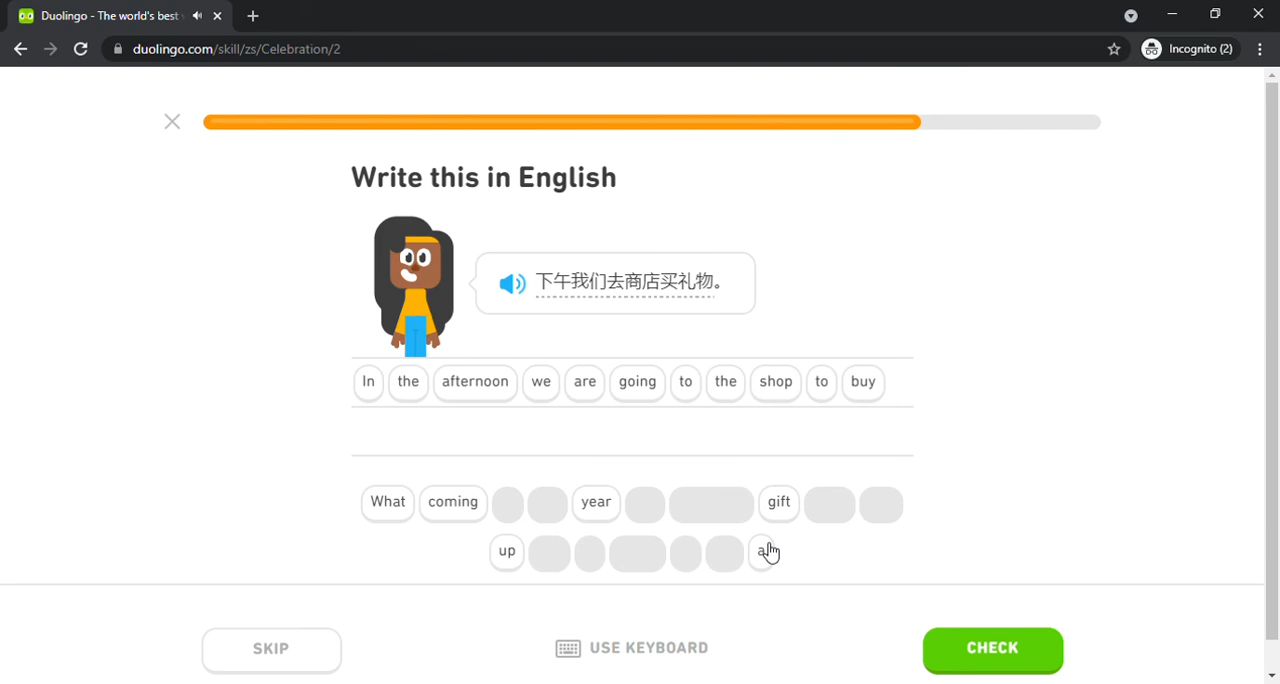 Duolingo - The world's best
duolingo.com/skill/zs/Celebration/2
Incognito (2)
Write this in English
下午我们去商店买礼物。
In the afternoon we are going to the shop to buy
What coming year gift
up a
SKIP
USE KEYBOARD
CHECK